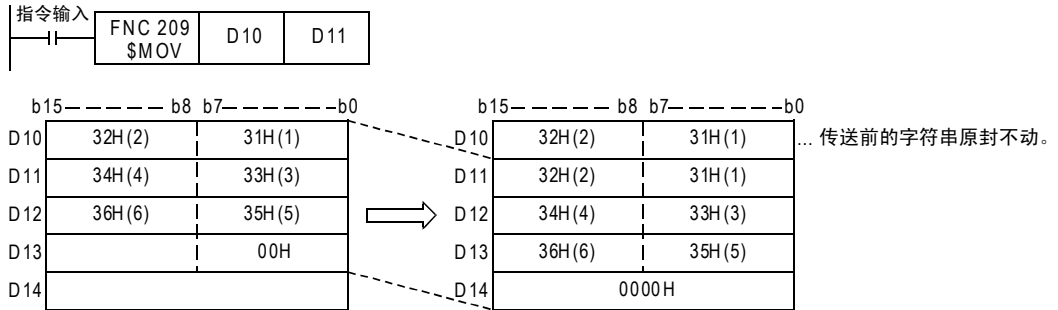 指令输入
FNC 209 D10 D11
$MOV
b15 b8 b7 b0 b15 b8 b7 b0
D10 32H(2) 31H(1) D10 32H(2) 31H(1) ... 传送前的字符串原封不动。
D11 34H(4) 33H(3) D11 32H(2) 31H(1)
D12 36H(6) 35H(5) D12 34H(4) 33H(3)
D13 00H D13 36H(6) 35H(5)
D14 D14 0000H